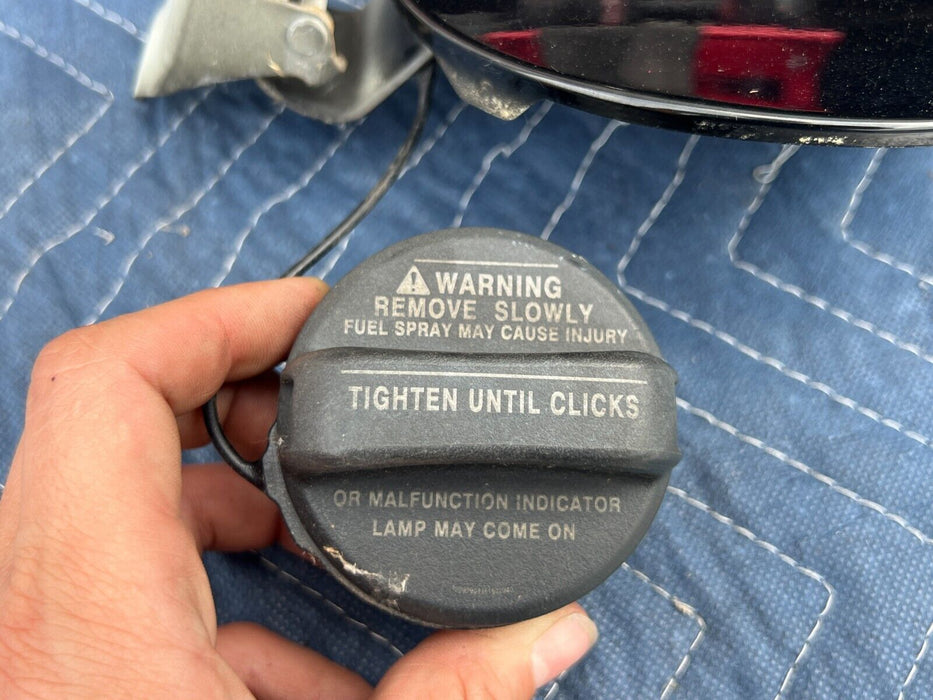 WARNING
REMOVE SLOWLY
FUEL SPRAY MAY CAUSE INJURY
TIGHTEN UNTIL CLICKS
OR MALFUNCTION INDICATOR
LAMP MAY COME ON